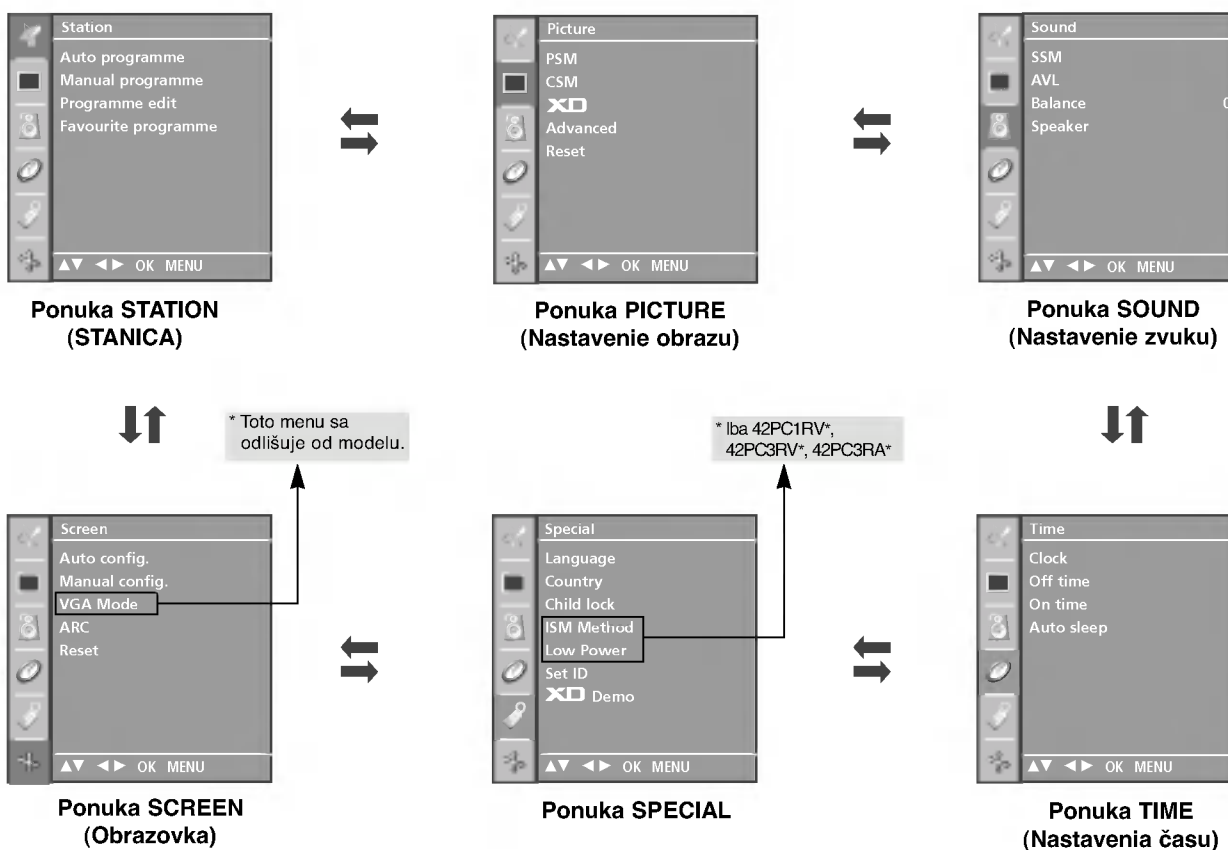 Station
Auto programme
Manual programme
Programme edit
Favourite programme
▲▼ ◄► OK MENU
Ponuka STATION
(STANICA)
Picture
PSM
CSM
XD
Advanced
Reset
▲▼ ◄► OK MENU
Ponuka PICTURE
(Nastavenie obrazu)
Sound
SSM
AVL
Balance 0
Speaker
▲▼ ◄► OK MENU
Ponuka SOUND
(Nastavenie zvuku)
* Toto menu sa
odlišuje od modelu.
Screen
Auto config.
Manual config.
VGA Mode
ARC
Reset
▲▼ ◄► OK MENU
Ponuka SCREEN
(Obrazovka)
* Iba 42PC1RV*,
42PC3RV*, 42PC3RA*
Special
Language
Country
Child lock
ISM Method
Low Power
Set ID
XD Demo
▲▼ ◄► OK MENU
Ponuka SPECIAL
Time
Clock
Off time
On time
Auto sleep
▲▼ ◄► OK MENU
Ponuka TIME
(Nastavenia času)